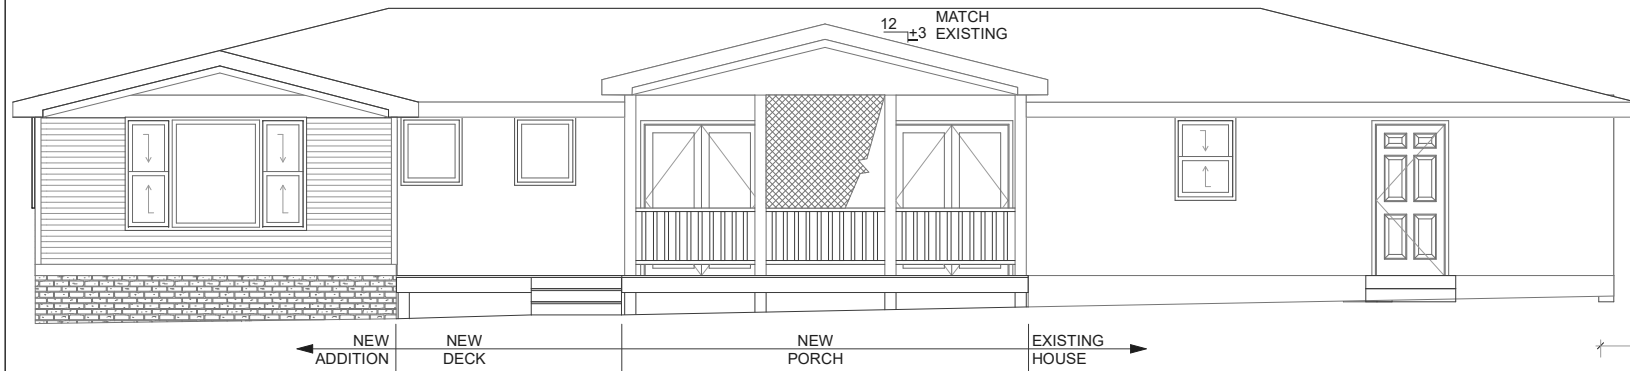 12
+3
MATCH
EXISTING
NEW
ADDITION
NEW
DECK
NEW
PORCH
EXISTING
HOUSE